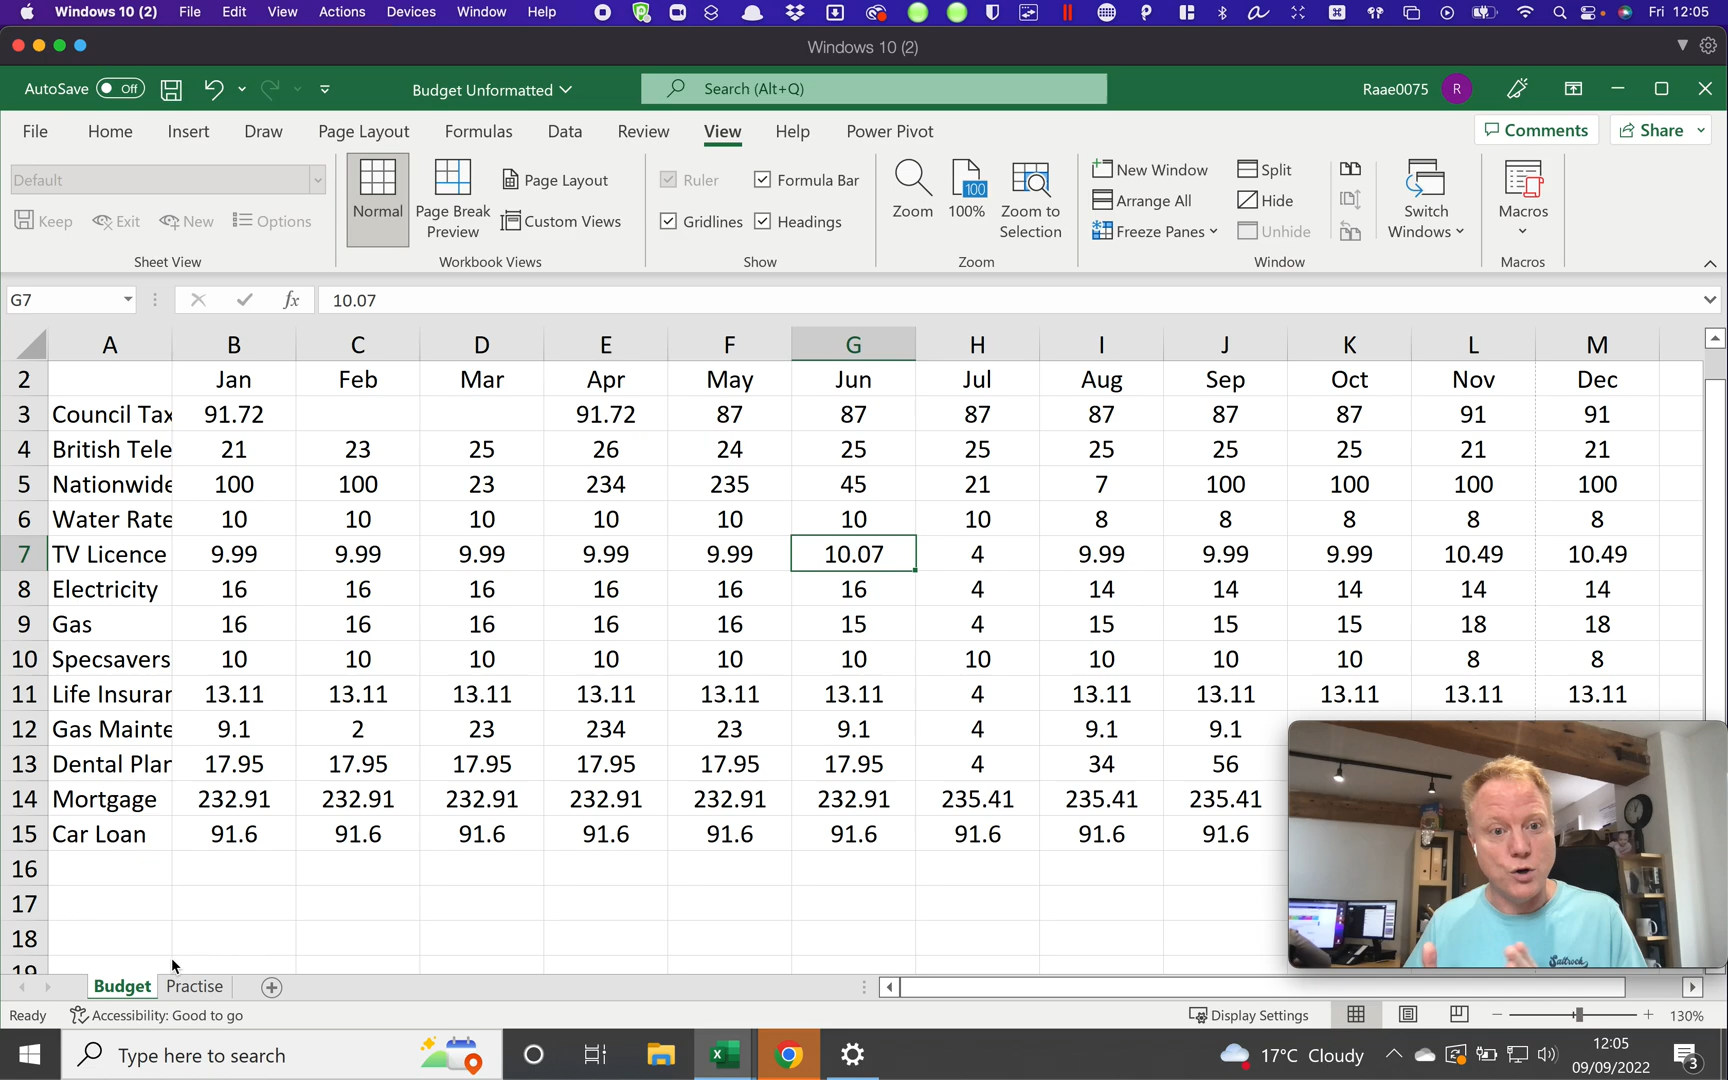 Windows 10 (2) File Edit View Actions Devices Window Help Fri 12:05
Windows 10 (2)
AutoSave Off Budget Unformatted Search (Alt+Q) Raae0075 R
File Home Insert Draw Page Layout Formulas Data Review View Help Power Pivot Comments Share
Default
Keep Exit New Options
Sheet View
Normal
Page Break Preview
Page Layout
Custom Views
Workbook Views
Ruler Formula Bar
Gridlines Headings
Show
Zoom
100
100%
Zoom to Selection
Zoom
New Window
Arrange All
Freeze Panes
Split
Hide
Unhide
Switch Windows
Window
Macros
Macros
G7 fx 10.07
A B C D E F G H I J K L M
2 Jan Feb Mar Apr May Jun Jul Aug Sep Oct Nov Dec
3 Council Tax 91.72 91.72 87 87 87 87 87 87 91 91
4 British Tele 21 23 25 26 24 25 25 25 25 25 21 21
5 Nationwide 100 100 23 234 235 45 21 7 100 100 100 100
6 Water Rate 10 10 10 10 10 10 10 8 8 8 8 8
7 TV Licence 9.99 9.99 9.99 9.99 9.99 10.07 4 9.99 9.99 9.99 10.49 10.49
8 Electricity 16 16 16 16 16 16 4 14 14 14 14 14
9 Gas 16 16 16 16 16 15 4 15 15 15 18 18
10 Specsavers 10 10 10 10 10 10 10 10 10 10 8 8
11 Life Insurar 13.11 13.11 13.11 13.11 13.11 13.11 4 13.11 13.11 13.11 13.11 13.11
12 Gas Mainte 9.1 2 23 234 23 9.1 4 9.1 9.1
13 Dental Plar 17.95 17.95 17.95 17.95 17.95 17.95 4 34 56
14 Mortgage 232.91 232.91 232.91 232.91 232.91 232.91 235.41 235.41 235.41
15 Car Loan 91.6 91.6 91.6 91.6 91.6 91.6 91.6 91.6 91.6
16
17
18
19
Saltrock
Budget Practise
Ready Accessibility: Good to go Display Settings 130%
Type here to search 17°C Cloudy 12:05
09/09/2022 3